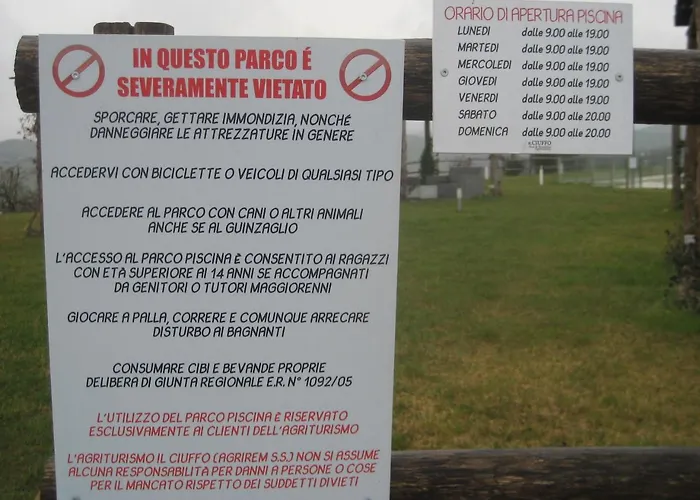 IN QUESTO PARCO É
SEVERAMENTE VIETATO
SPORCARE, GETTARE IMMONDIZIA, NONCHÉ
DANNEGGIARE LE ATTREZZATURE IN GENERE
ACCEDERVI CON BICICLETTE O VEICOLI DI QUALSIASI TIPO
ACCEDERE AL PARCO CON CANI O ALTRI ANIMALI
ANCHE SE AL GUINZAGLIO
L'ACCESSO AL PARCO PISCINA È CONSENTITO AI RAGAZZI
CON ETÀ SUPERIORE AI 14 ANNI SE ACCOMPAGNATI
DA GENITORI O TUTORI MAGGIORENNI
GIOCARE A PALLA, CORRERE E COMUNQUE ARRECARE
DISTURBO AI BAGNANTI
CONSUMARE CIBI E BEVANDE PROPRIE
DELIBERA DI GIUNTA REGIONALE E.R. N° 1092/05
L'UTILIZZO DEL PARCO PISCINA È RISERVATO
ESCLUSIVAMENTE AI CLIENTI DELL'AGRITURISMO
L'AGRITURISMO IL CIUFFO (AGRIREM S.S.) NON SI ASSUME
ALCUNA RESPONSABILITÀ PER DANNI A PERSONE O COSE
PER IL MANCATO RISPETTO DEI SUDDETTI DIVIETI
ORARIO DI APERTURA PISCINA
LUNEDI dalle 9.00 alle 19.00
MARTEDI dalle 9.00 alle 19.00
MERCOLEDI dalle 9.00 alle 19.00
GIOVEDI dalle 9.00 alle 19.00
VENERDI dalle 9.00 alle 19.00
SABATO dalle 9.00 alle 20.00
DOMENICA dalle 9.00 alle 20.00
IL CIUFFO